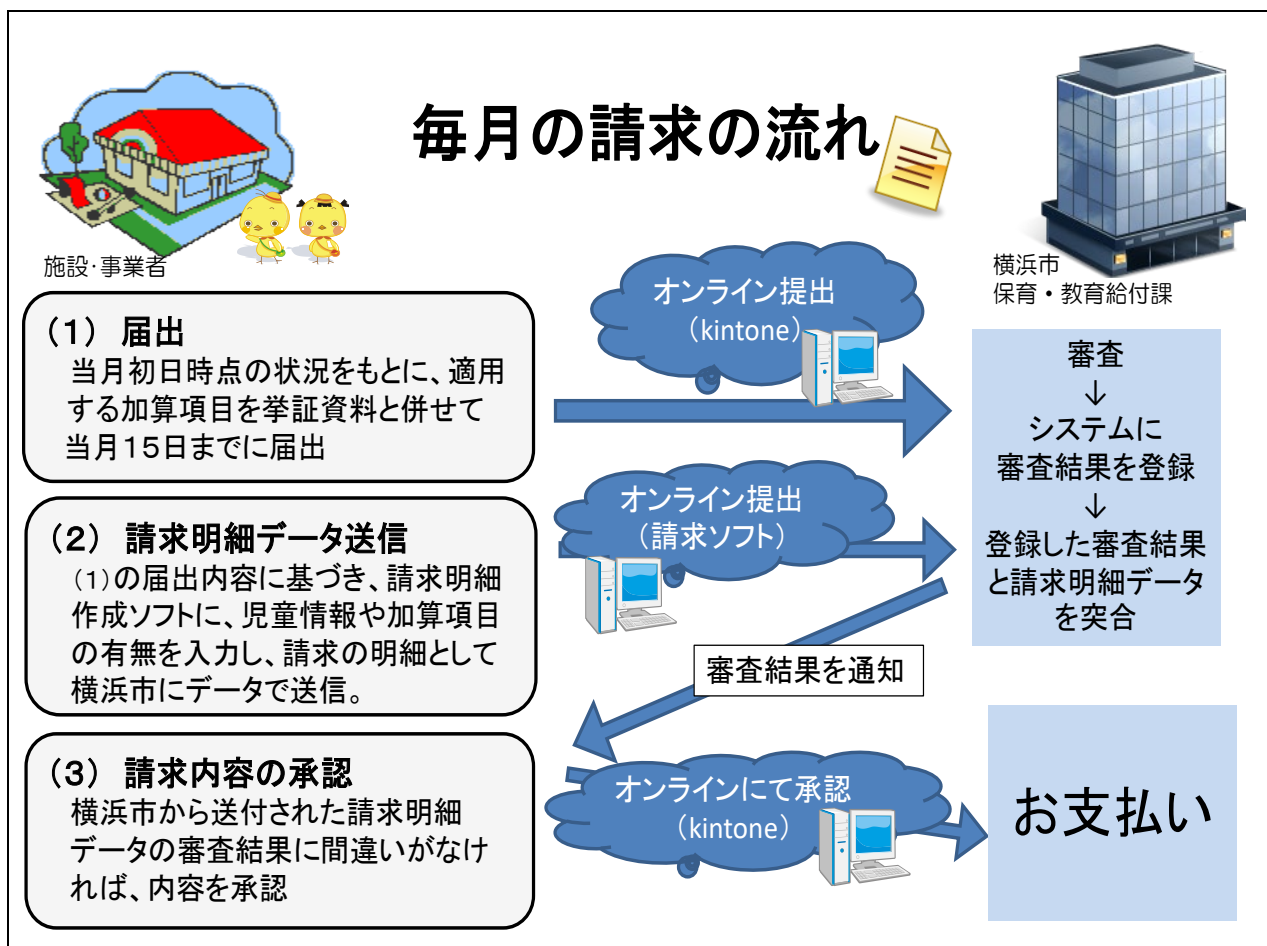 毎月の請求の流れ
施設・事業者
横浜市
保育・教育給付課
(1) 届出
当月初日時点の状況をもとに、適用
する加算項目を挙証資料と併せて
当月15日までに届出
オンライン提出
(kintone)
審査
↓
システムに
審査結果を登録
↓
登録した審査結果
と請求明細データ
を突合
(2) 請求明細データ送信
(1)の届出内容に基づき、請求明細
作成ソフトに、児童情報や加算項目
の有無を入力し、請求の明細として
横浜市にデータで送信。
オンライン提出
(請求ソフト)
審査結果を通知
(3) 請求内容の承認
横浜市から送付された請求明細
データの審査結果に間違いがなけ
れば、内容を承認
オンラインにて承認
(kintone)
お支払い